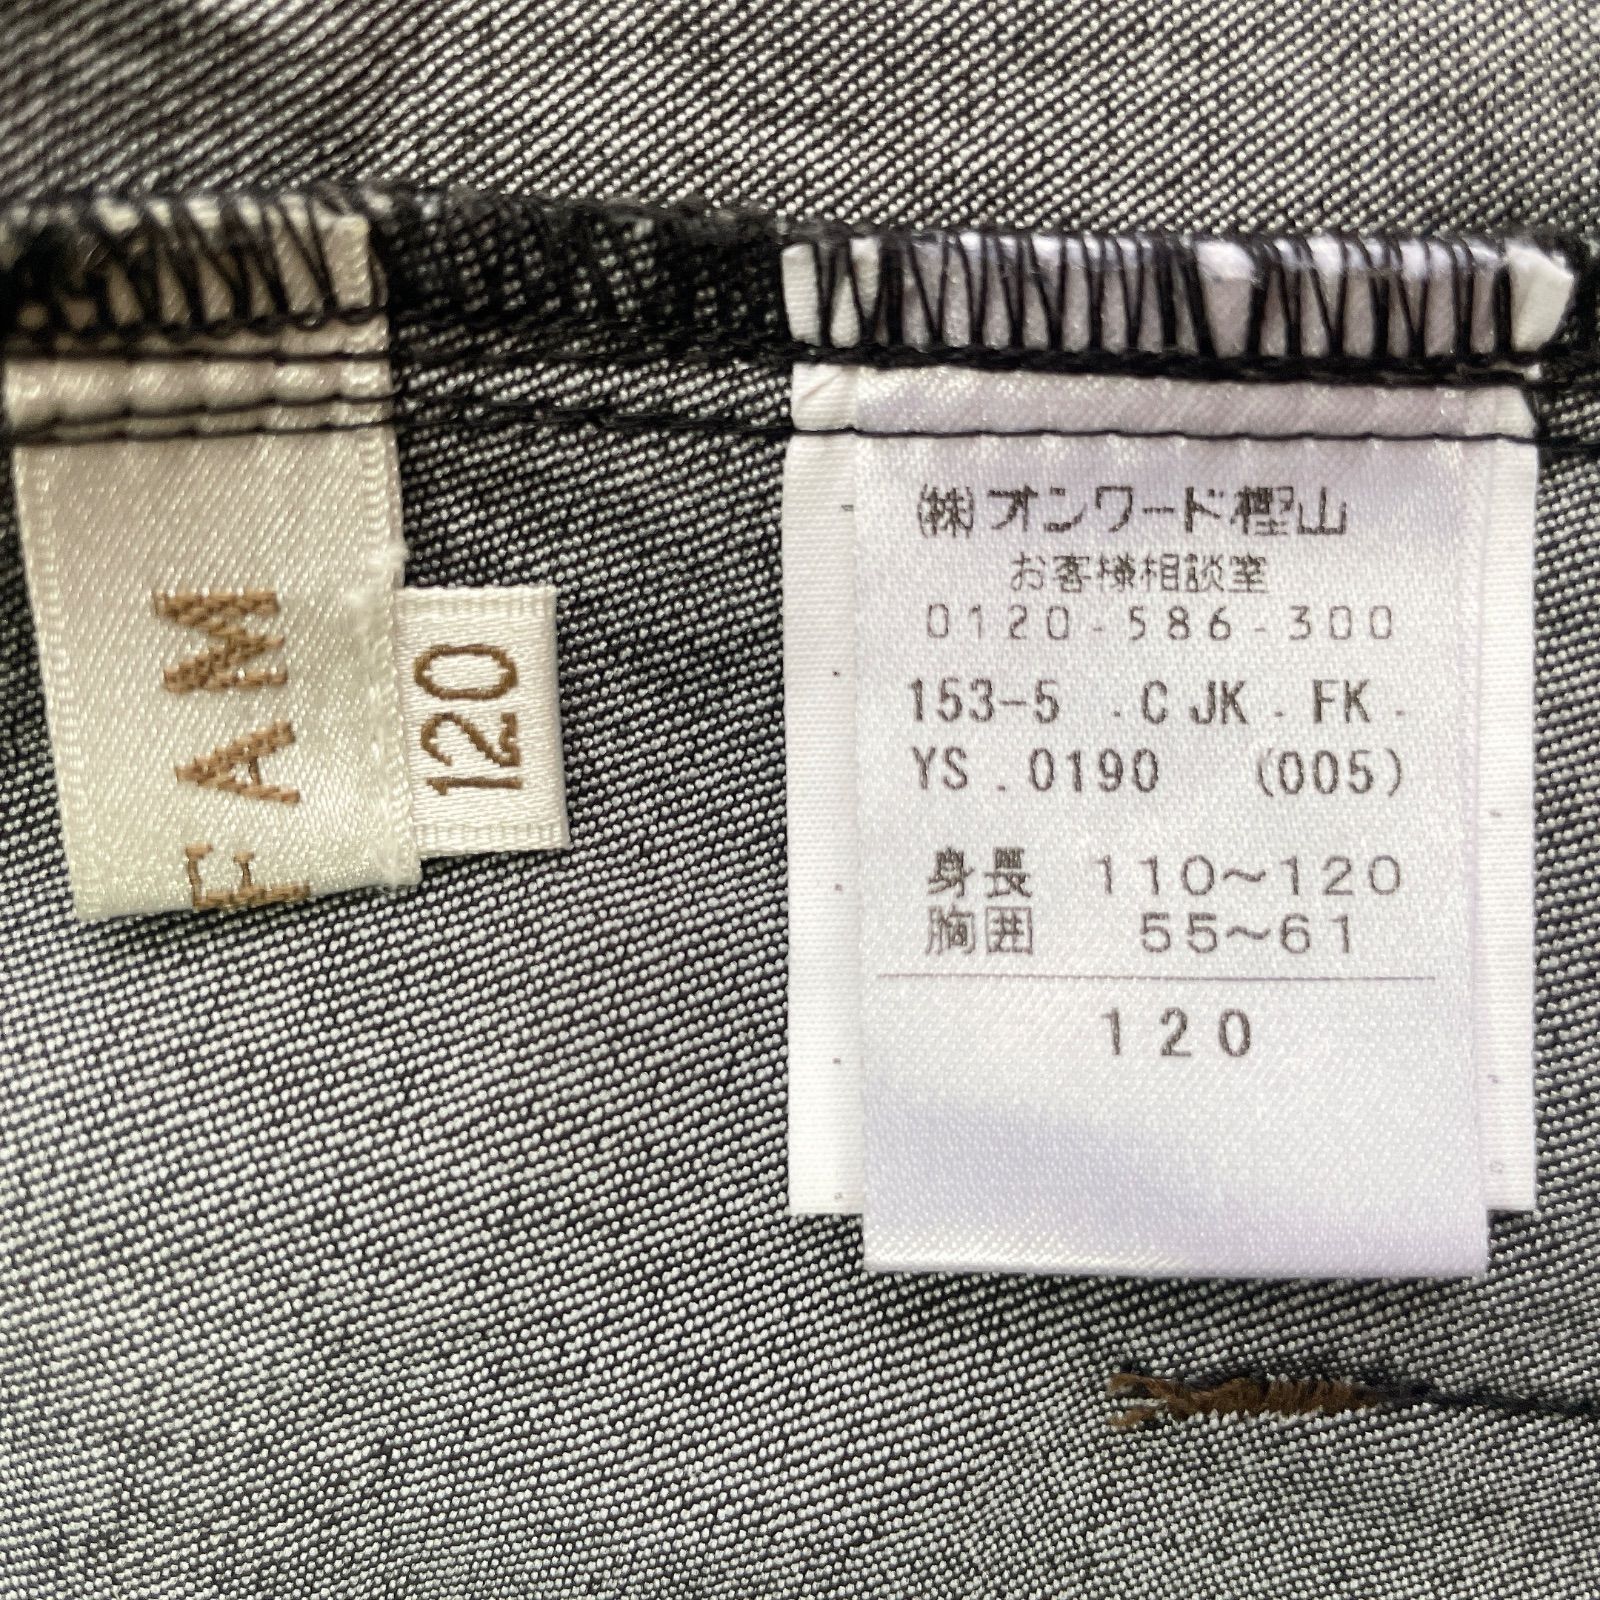 FAM
120
㈱オンワード樫山
お客様相談室
0120-586-300
153-5 . C JK . FK .
YS . 0190 (005)
身長 110～120
胸囲 55～61
120